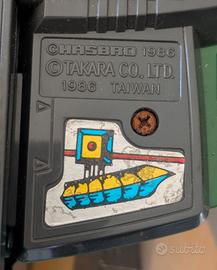 ©HASBRO 1986
©TAKARA CO., LTD.
1986 TAIWAN
subito